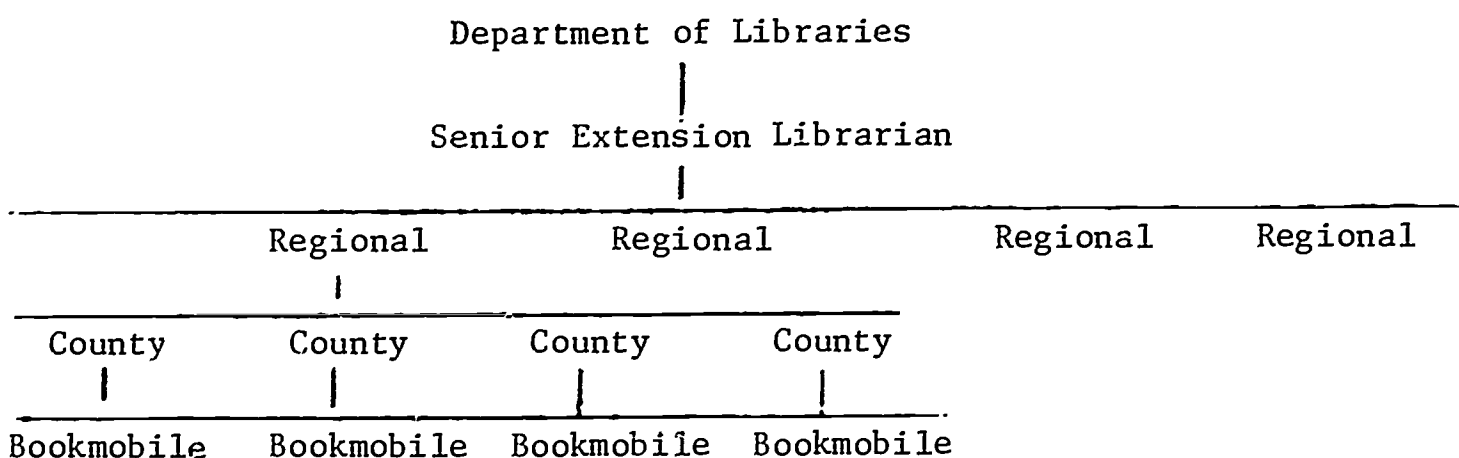 Department of Libraries
Senior Extension Librarian
Regional Regional Regional Regional
County County County County
Bookmobile Bookmobile Bookmobile Bookmobile